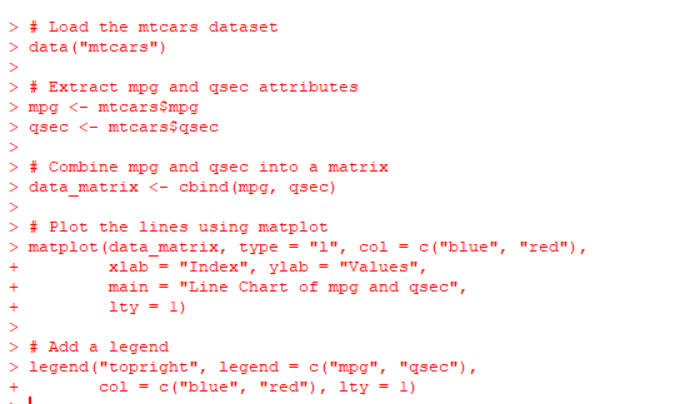 > # Load the mtcars dataset
> data("mtcars")
>
> # Extract mpg and qsec attributes
> mpg <- mtcars$mpg
> qsec <- mtcars$qsec
>
> # Combine mpg and qsec into a matrix
> data_matrix <- cbind(mpg, qsec)
>
> # Plot the lines using matplot
> matplot(data_matrix, type = "l", col = c("blue", "red"),
+         xlab = "Index", ylab = "Values",
+         main = "Line Chart of mpg and qsec",
+         lty = 1)
>
> # Add a legend
> legend("topright", legend = c("mpg", "qsec"),
+        col = c("blue", "red"), lty = 1)
>